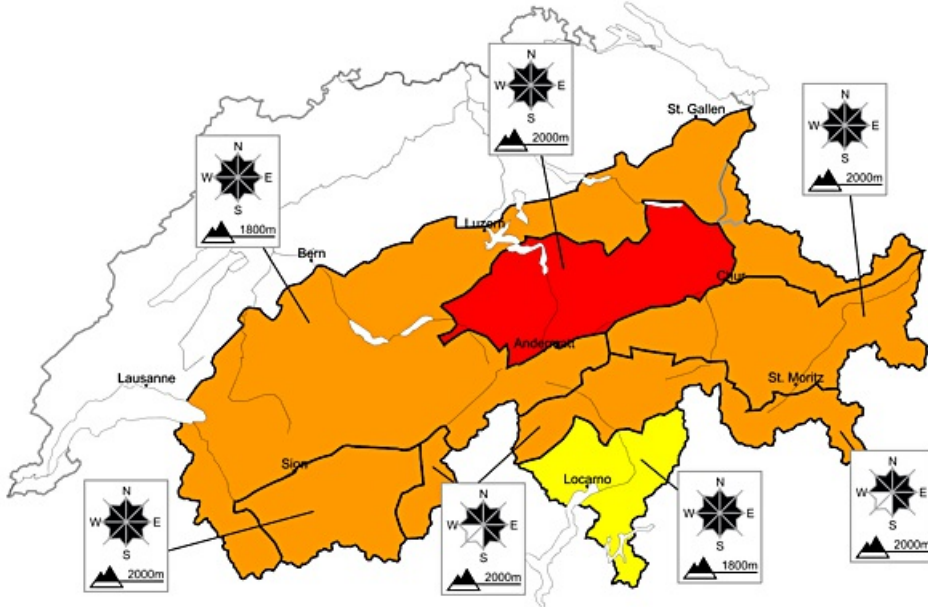 N
W E
S
2000m
St. Gallen
N
W E
S
2000m
N
W E
S
1800m
Luzern
Bern
Chur
Andermatt
Lausanne
St. Moritz
Sion
Locarno
N
W E
S
2000m
N
W E
S
2000m
N
W E
S
1800m
N
W E
S
2000m